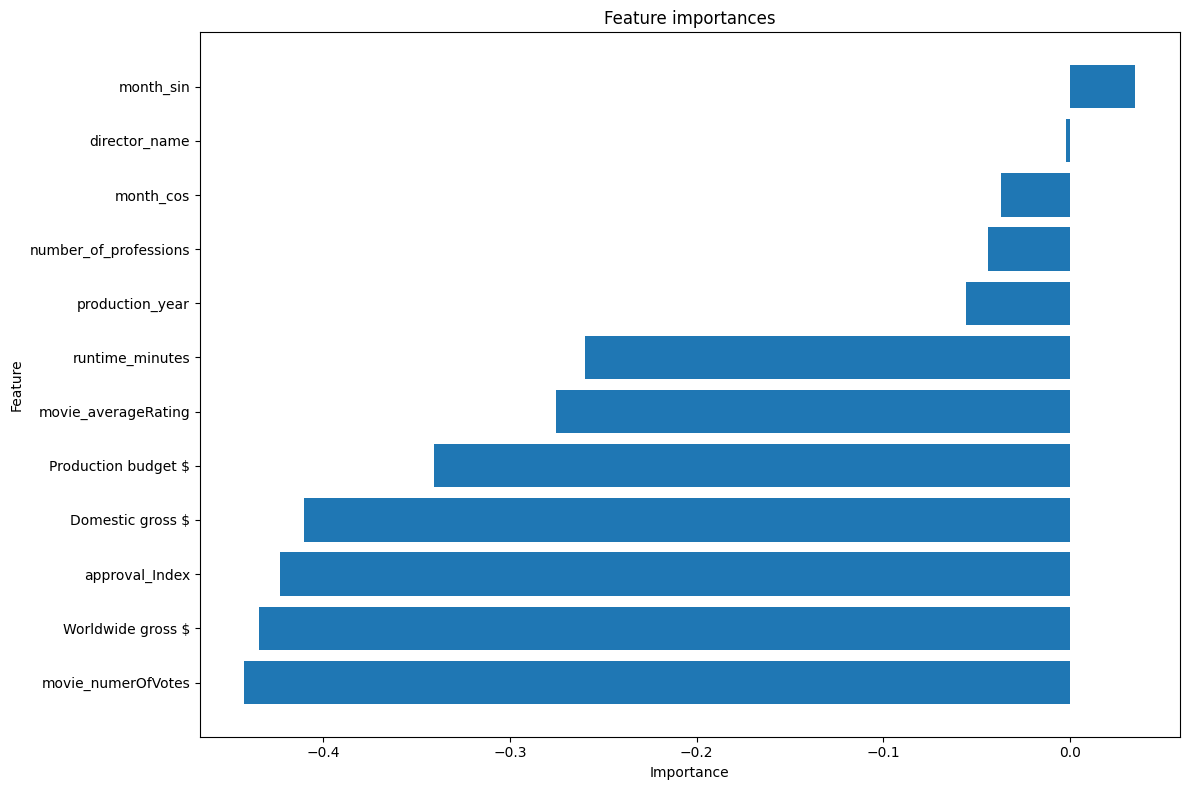 Feature importances
month_sin
director_name
month_cos
number_of_professions
production_year
runtime_minutes
movie_averageRating
Production budget $
Domestic gross $
approval_Index
Worldwide gross $
movie_numerOfVotes
Feature
−0.4 −0.3 −0.2 −0.1 0.0
Importance